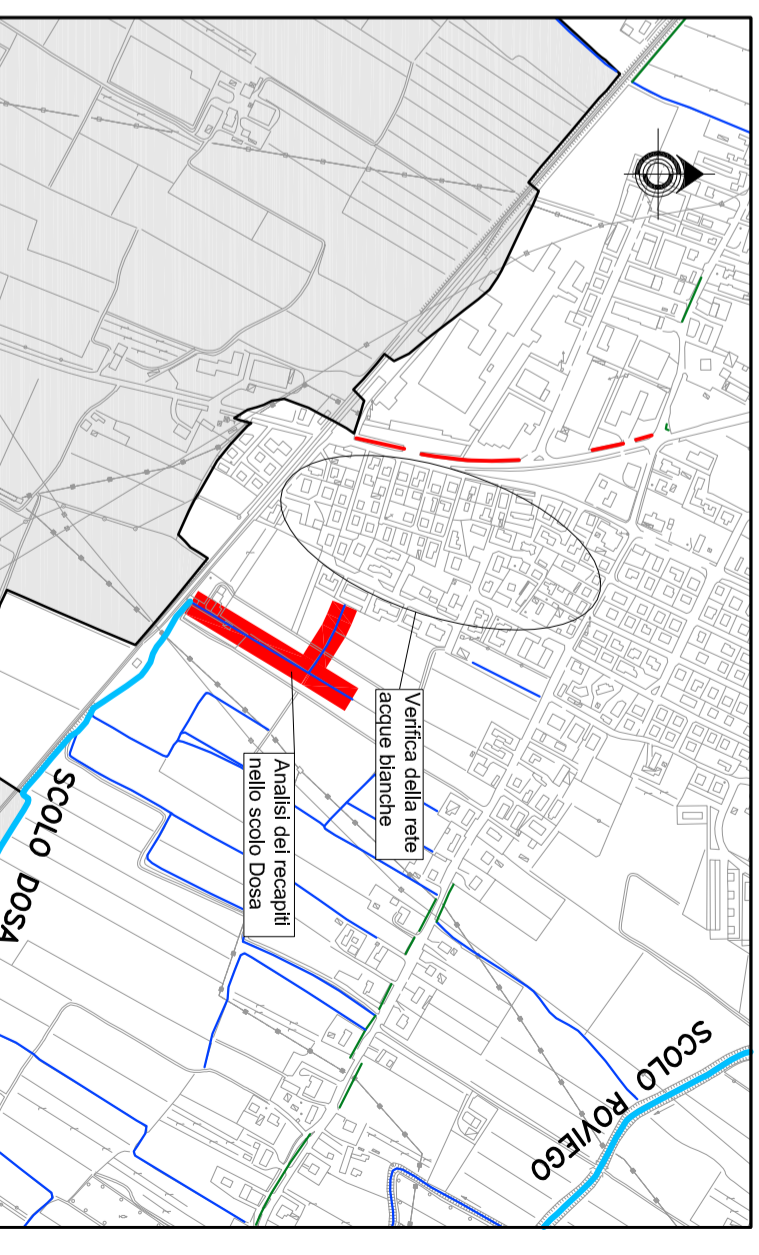 Verifica della rete
acque bianche
Analisi dei recapiti
nello scolo Dosa
SCOLO DOSA
SCOLO ROVIEGO